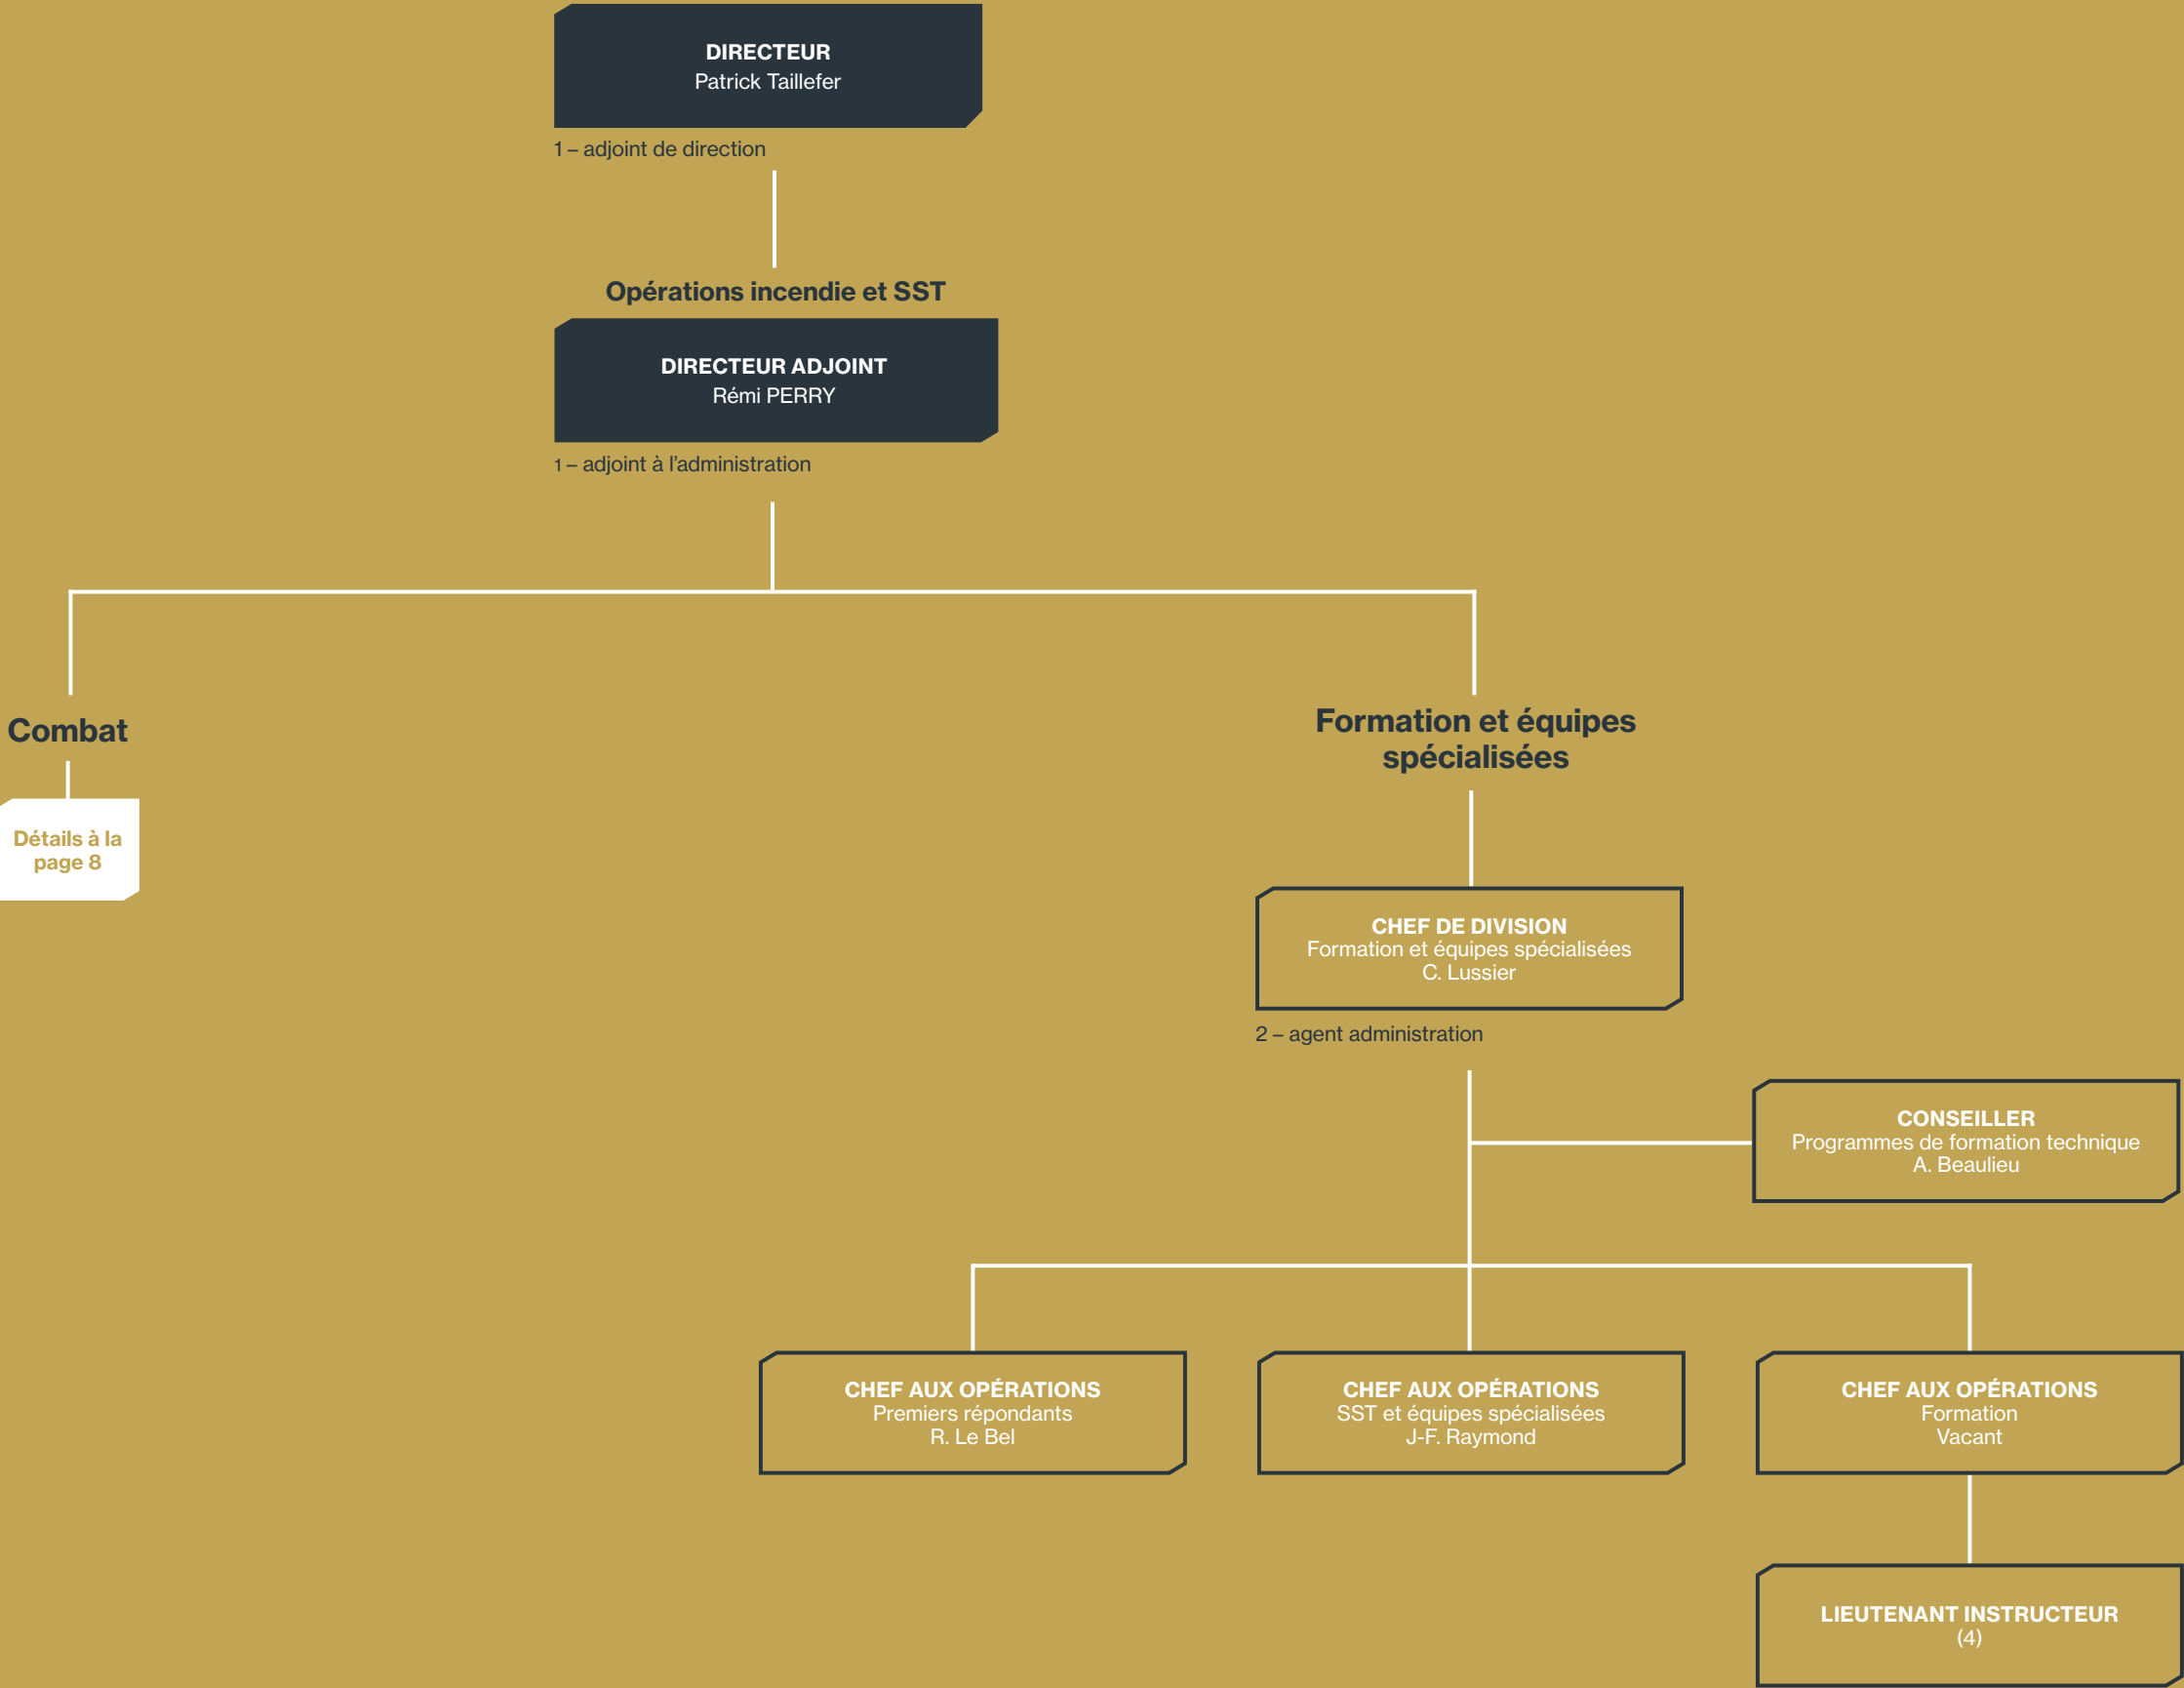 DIRECTEUR
Patrick Taillefer
1 – adjoint de direction
Opérations incendie et SST
DIRECTEUR ADJOINT
Rémi PERRY
1 – adjoint à l’administration
Combat
Détails à la
page 8
Formation et équipes
spécialisées
CHEF DE DIVISION
Formation et équipes spécialisées
C. Lussier
2 – agent administration
CONSEILLER
Programmes de formation technique
A. Beaulieu
CHEF AUX OPÉRATIONS
Premiers répondants
R. Le Bel
CHEF AUX OPÉRATIONS
SST et équipes spécialisées
J-F. Raymond
CHEF AUX OPÉRATIONS
Formation
Vacant
LIEUTENANT INSTRUCTEUR
(4)